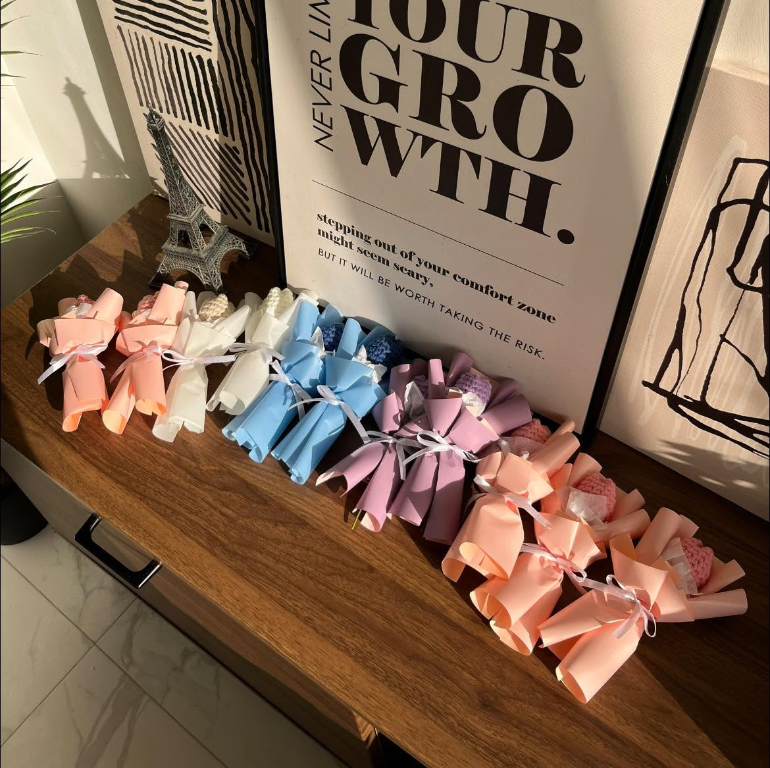 NEVER LIM
YOUR
GRO
WTH.
stepping out of your comfort zone
might seem scary,
BUT IT WILL BE WORTH TAKING THE RISK.